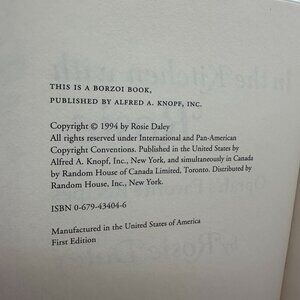 THIS IS A BORZOI BOOK,
PUBLISHED BY ALFRED A. KNOPF, INC.
Copyright © 1994 by Rosie Daley
All rights reserved under International and Pan-American
Copyright Conventions. Published in the United States by
Alfred A. Knopf, Inc., New York, and simultaneously in Canada
by Random House of Canada Limited, Toronto. Distributed by
Random House, Inc., New York.
ISBN 0-679-43404-6
Manufactured in the United States of America
First Edition